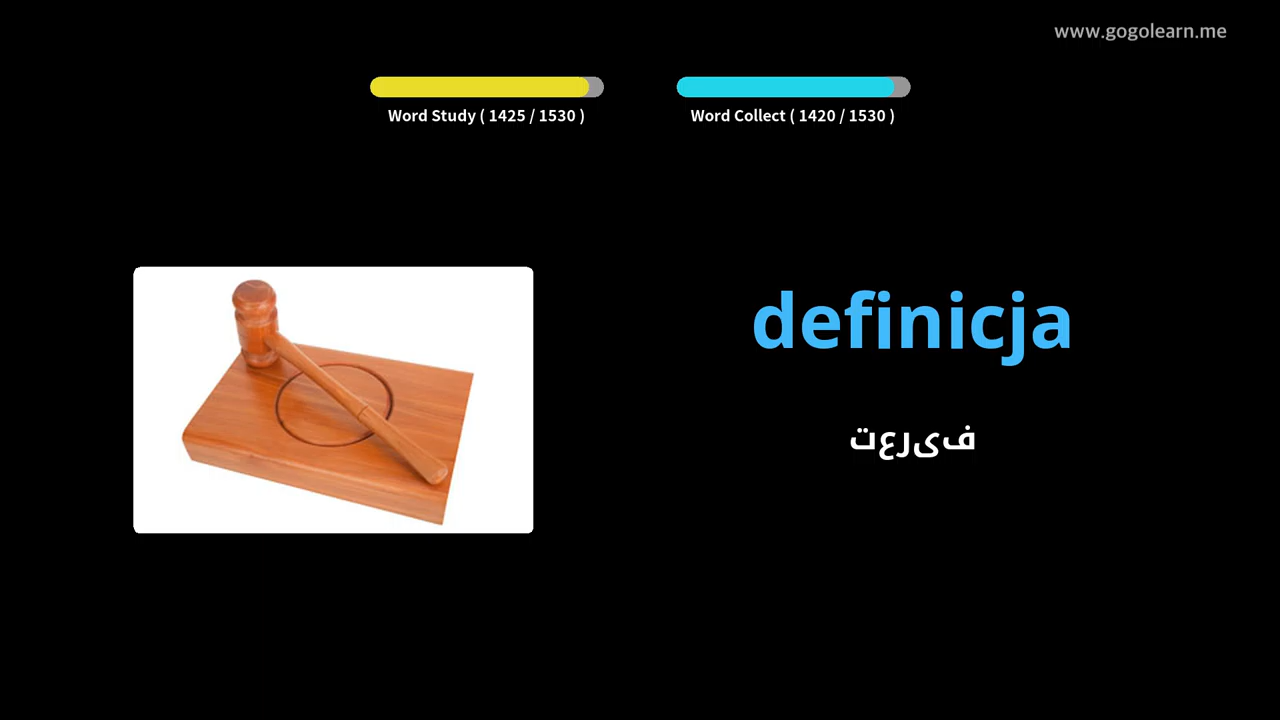 www.gogolearn.me
Word Study ( 1425 / 1530 )
Word Collect ( 1420 / 1530 )
definicja
تعریف